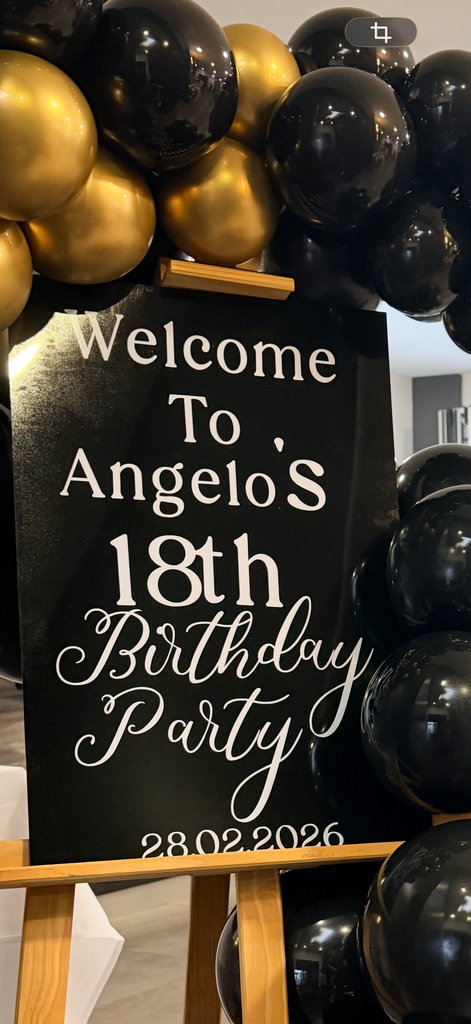 Welcome
To
Angelo'S
18th
Birthday
Party
28.02.2026